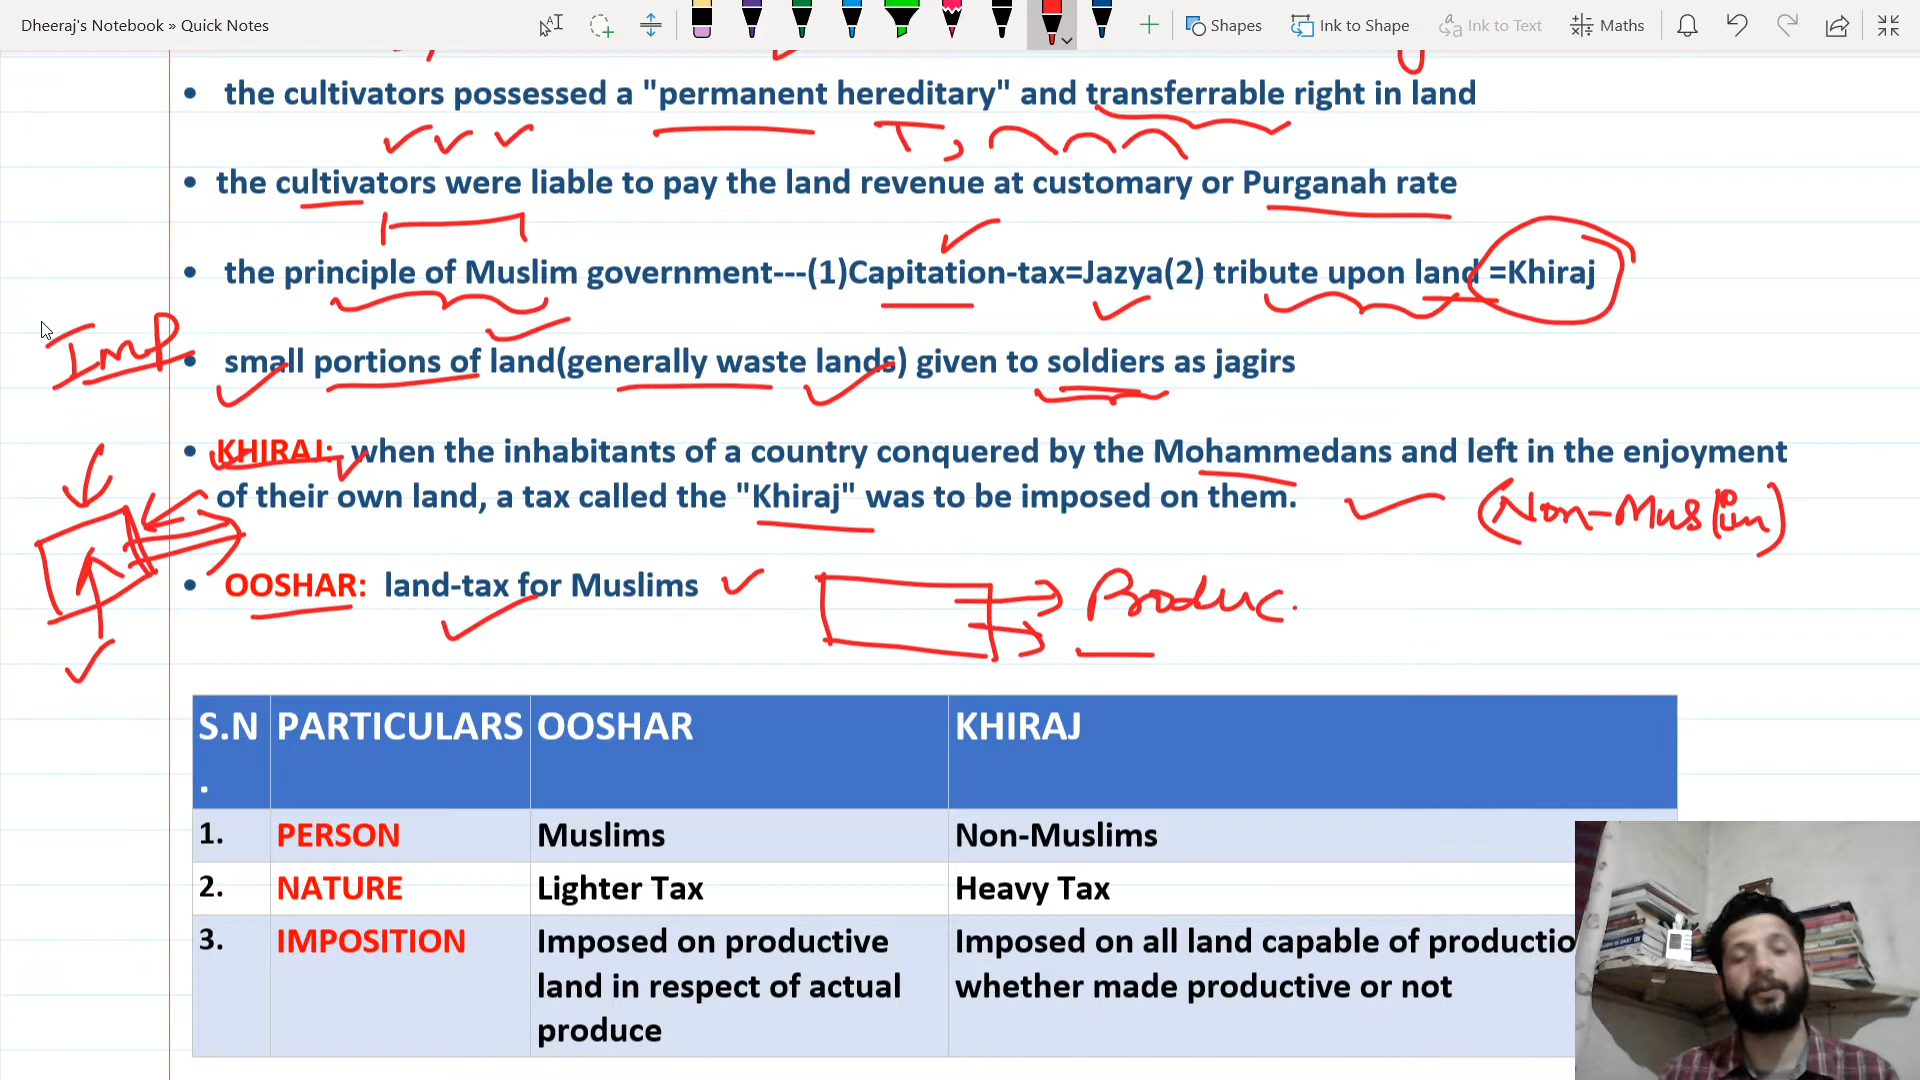 Dheeraj's Notebook » Quick Notes
Shapes
Ink to Shape
Ink to Text
Maths
• the cultivators possessed a "permanent hereditary" and transferrable right in land
• the cultivators were liable to pay the land revenue at customary or Purganah rate
• the principle of Muslim government---(1)Capitation-tax=Jazya(2) tribute upon land =Khiraj
Imp
• small portions of land(generally waste lands) given to soldiers as jagirs
• KHIRAJ: when the inhabitants of a country conquered by the Mohammedans and left in the enjoyment
of their own land, a tax called the "Khiraj" was to be imposed on them.
(Non-Muslim)
• OOSHAR: land-tax for Muslims
Produc.
S.N. PARTICULARS OOSHAR KHIRAJ
1. PERSON Muslims Non-Muslims
2. NATURE Lighter Tax Heavy Tax
3. IMPOSITION Imposed on productive
land in respect of actual
produce
Imposed on all land capable of productio
whether made productive or not